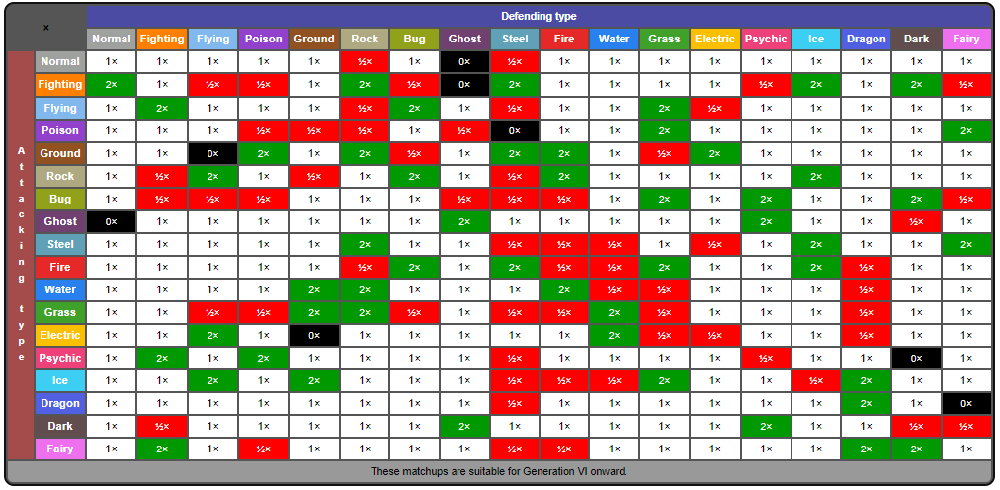 × Defending type
Normal Fighting Flying Poison Ground Rock Bug Ghost Steel Fire Water Grass Electric Psychic Ice Dragon Dark Fairy
Attacking type
Normal 1× 1× 1× 1× 1× ½× 1× 0× ½× 1× 1× 1× 1× 1× 1× 1× 1× 1×
Fighting 2× 1× ½× ½× 1× 2× ½× 0× 2× 1× 1× 1× 1× ½× 2× 1× 2× ½×
Flying 1× 2× 1× 1× 1× ½× 2× 1× ½× 1× 1× 2× ½× 1× 1× 1× 1× 1×
Poison 1× 1× 1× ½× ½× ½× 1× ½× 0× 1× 1× 2× 1× 1× 1× 1× 1× 2×
Ground 1× 1× 0× 2× 1× 2× ½× 1× 2× 2× 1× ½× 2× 1× 1× 1× 1× 1×
Rock 1× ½× 2× 1× ½× 1× 2× 1× ½× 2× 1× 1× 1× 1× 2× 1× 1× 1×
Bug 1× ½× ½× ½× 1× 1× 1× ½× ½× ½× 1× 2× 1× 2× 1× 1× 2× ½×
Ghost 0× 1× 1× 1× 1× 1× 1× 2× 1× 1× 1× 1× 1× 2× 1× 1× ½× 1×
Steel 1× 1× 1× 1× 1× 2× 1× 1× ½× ½× ½× 1× ½× 1× 2× 1× 1× 2×
Fire 1× 1× 1× 1× 1× ½× 2× 1× 2× ½× ½× 2× 1× 1× 2× ½× 1× 1×
Water 1× 1× 1× 1× 2× 2× 1× 1× 1× 2× ½× ½× 1× 1× 1× ½× 1× 1×
Grass 1× 1× ½× ½× 2× 2× ½× 1× ½× ½× 2× ½× 1× 1× 1× ½× 1× 1×
Electric 1× 1× 2× 1× 0× 1× 1× 1× 1× 1× 2× ½× ½× 1× 1× ½× 1× 1×
Psychic 1× 2× 1× 2× 1× 1× 1× 1× ½× 1× 1× 1× 1× ½× 1× 1× 0× 1×
Ice 1× 1× 2× 1× 2× 1× 1× 1× ½× ½× ½× 2× 1× 1× ½× 2× 1× 1×
Dragon 1× 1× 1× 1× 1× 1× 1× 1× ½× 1× 1× 1× 1× 1× 1× 2× 1× 0×
Dark 1× ½× 1× 1× 1× 1× 1× 2× 1× 1× 1× 1× 1× 2× 1× 1× ½× ½×
Fairy 1× 2× 1× ½× 1× 1× 1× 1× ½× ½× 1× 1× 1× 1× 1× 2× 2× 1×
These matchups are suitable for Generation VI onward.